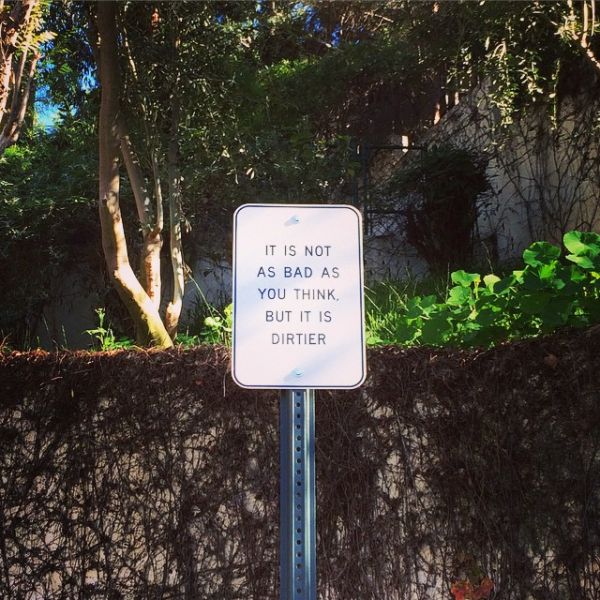 IT IS NOT
AS BAD AS
YOU THINK,
BUT IT IS
DIRTIER